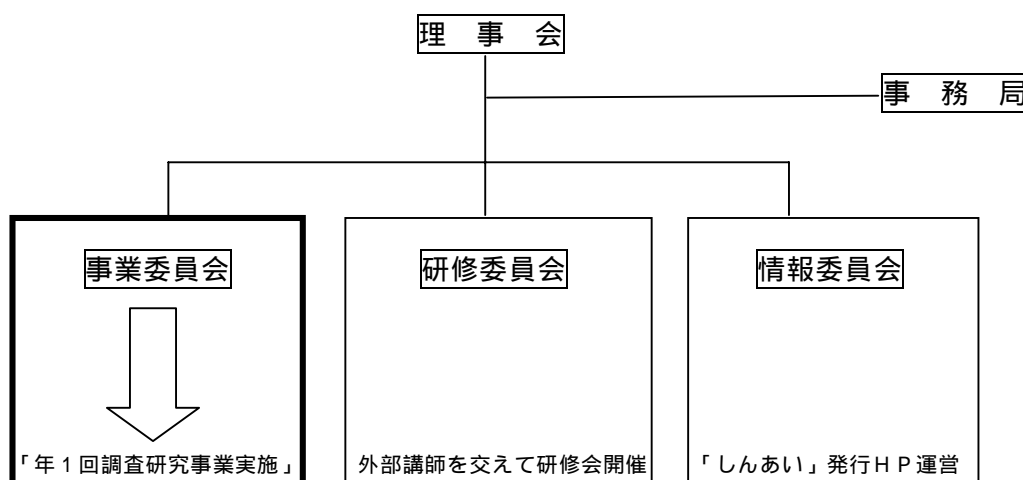 理　事　会
事　務　局
事業委員会
研修委員会
情報委員会
「年１回調査研究事業実施」
外部講師を交えて研修会開催
「しんあい」発行ＨＰ運営